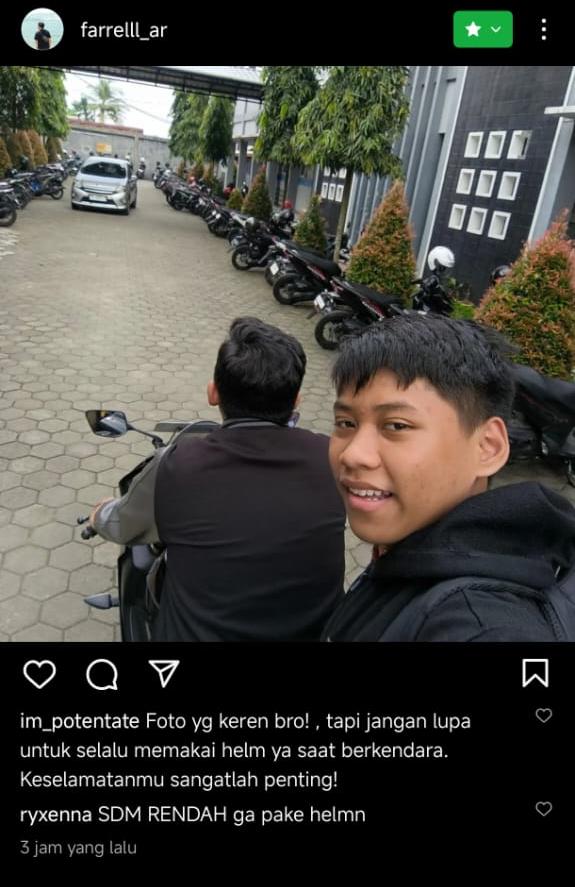 farrelll_ar
im_potentate Foto yg keren bro! , tapi jangan lupa
untuk selalu memakai helm ya saat berkendara.
Keselamatanmu sangatlah penting!
ryxenna SDM RENDAH ga pake helmn
3 jam yang lalu